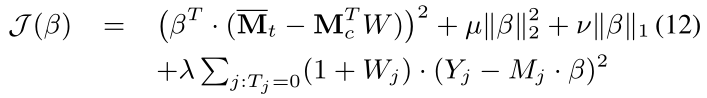 𝒥(β) = (β^T · (M̅_t − M_c^T W))^2 + μ‖β‖_2^2 + ν‖β‖_1 (12)
+λ ∑_{j:T_j=0}(1 + W_j) · (Y_j − M_j · β)^2